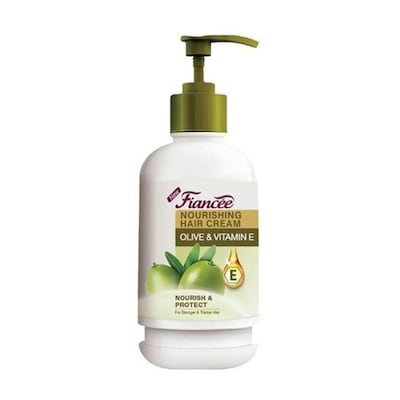 New
Fiancée
NOURISHING
HAIR CREAM
OLIVE & VITAMIN E
E
NOURISH &
PROTECT
For Stronger & Thicker Hair